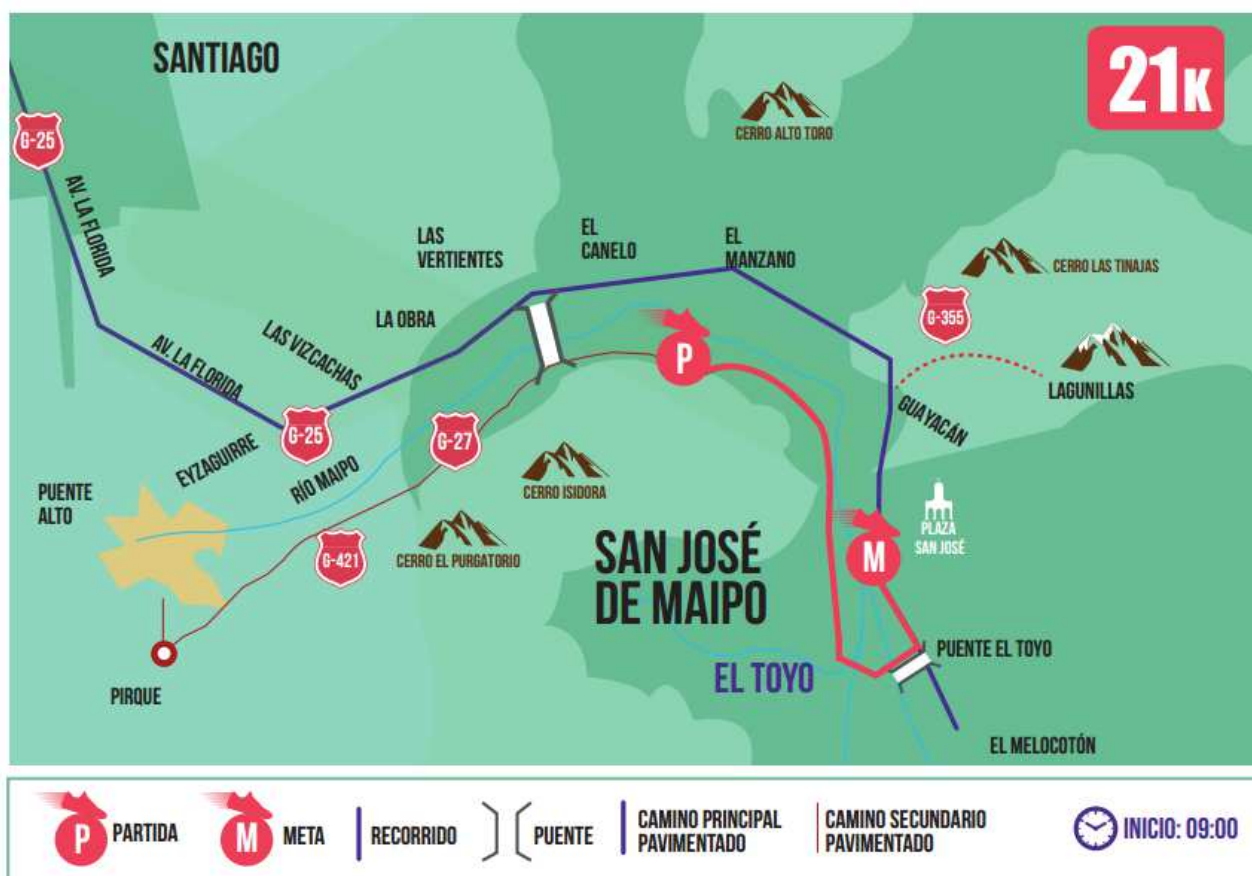 SANTIAGO
21K
G-25
CERRO ALTO TORO
AV. LA FLORIDA
LAS
VERTIENTES
EL
CANELO
EL
MANZANO
CERRO LAS TINAJAS
G-355
LA OBRA
P
LAS VIZCACHAS
AV. LA FLORIDA
LAGUNILLAS
GUAYACÁN
G-25
G-27
EYZAGUIRRE
RÍO MAIPO
CERRO ISIDORA
PUENTE
ALTO
PLAZA
SAN JOSÉ
M
G-421
CERRO EL PURGATORIO
SAN JOSÉ
DE MAIPO
PUENTE EL TOYO
EL TOYO
PIRQUE
EL MELOCOTÓN
P PARTIDA
M META
RECORRIDO
PUENTE
CAMINO PRINCIPAL
PAVIMENTADO
CAMINO SECUNDARIO
PAVIMENTADO
INICIO: 09:00